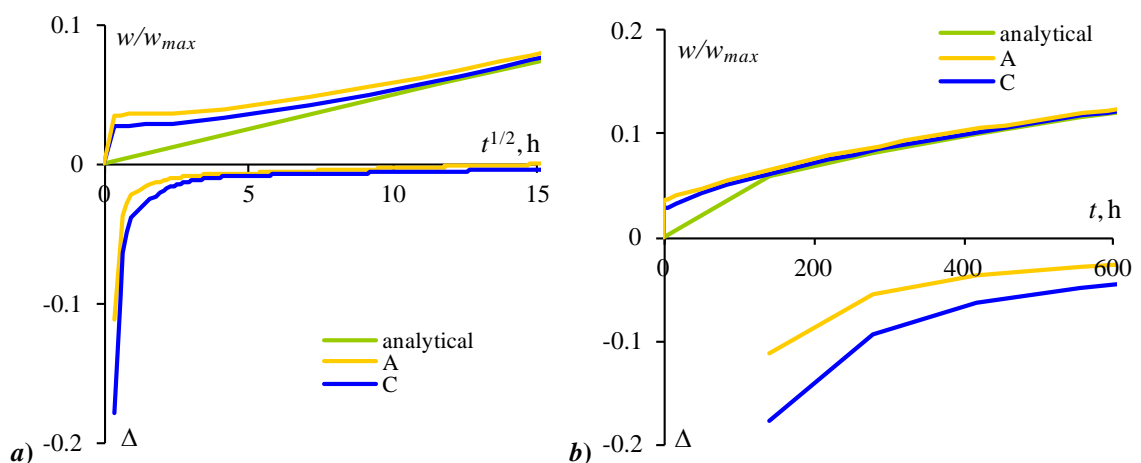 0.1
w/wmax
0
0
5
10
15
t1/2, h
-0.1
-0.2
Δ
analytical
A
C
a)
0.2
w/wmax
analytical
A
C
0.1
0
0
200
400
600
t, h
-0.1
-0.2
Δ
b)